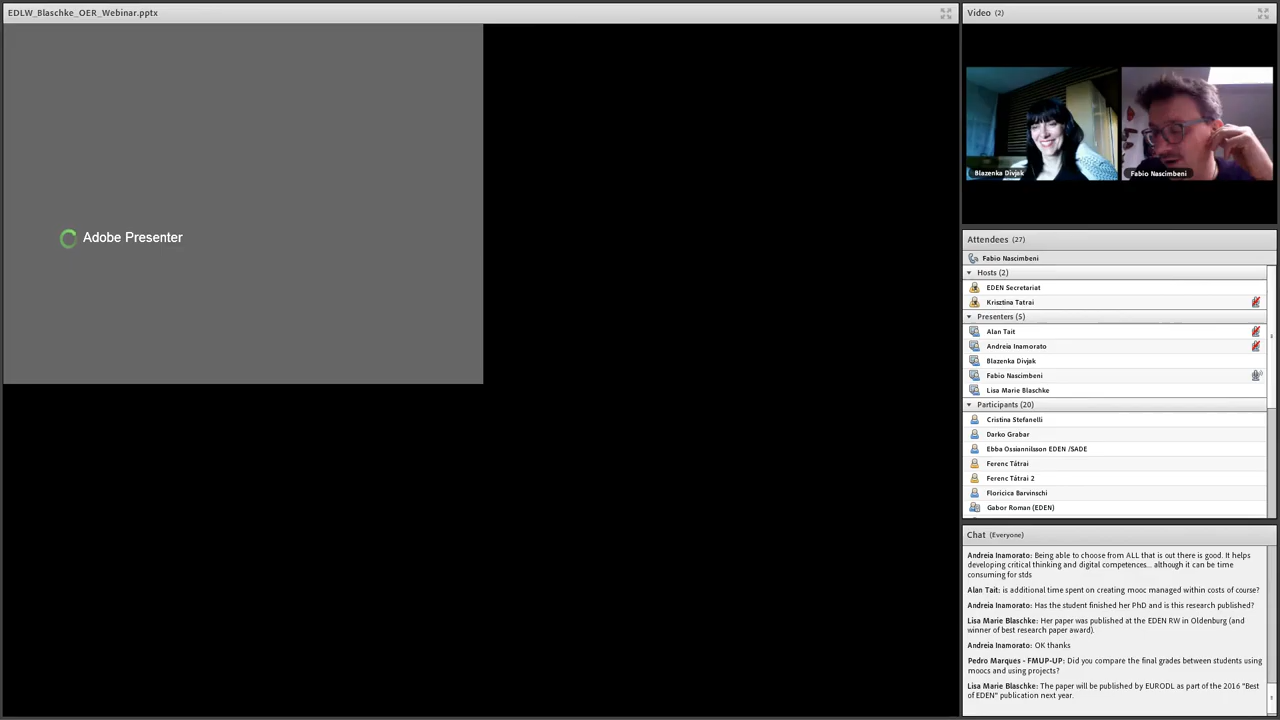 EDLW_Blaschke_OER_Webinar.pptx
Adobe Presenter
Video (2)
Blazenka Divjak
Fabio Nascimbeni
Attendees (27)
Fabio Nascimbeni
Hosts (2)
EDEN Secretariat
Krisztina Tatrai
Presenters (5)
Alan Tait
Andreia Inamorato
Blazenka Divjak
Fabio Nascimbeni
Lisa Marie Blaschke
Participants (20)
Cristina Stefanelli
Darko Grabar
Ebba Ossiannilsson EDEN /SADE
Ferenc Tátrai
Ferenc Tátrai 2
Floricica Barvinschi
Gabor Roman (EDEN)
Chat (Everyone)
Andreia Inamorato: Being able to choose from ALL that is out there is good. It helps
developing critical thinking and digital competences... although it can be time
consuming for stds
Alan Tait: is additional time spent on creating mooc managed within costs of course?
Andreia Inamorato: Has the student finished her PhD and is this research published?
Lisa Marie Blaschke: Her paper was published at the EDEN RW in Oldenburg (and
winner of best research paper award).
Andreia Inamorato: OK thanks
Pedro Marques - FMUP-UP: Did you compare the final grades between students using
moocs and using projects?
Lisa Marie Blaschke: The paper will be published by EURODL as part of the 2016 "Best
of EDEN" publication next year.